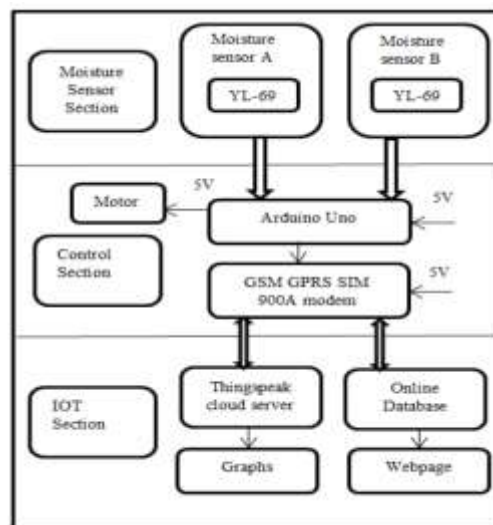 Moisture
Sensor
Section
Moisture
sensor A
YL-69
Moisture
sensor B
YL-69
5V
Motor
Arduino Uno
5V
Control
Section
GSM GPRS SIM
900A modem
5V
IOT
Section
Thingspeak
cloud server
Online
Database
Graphs
Webpage